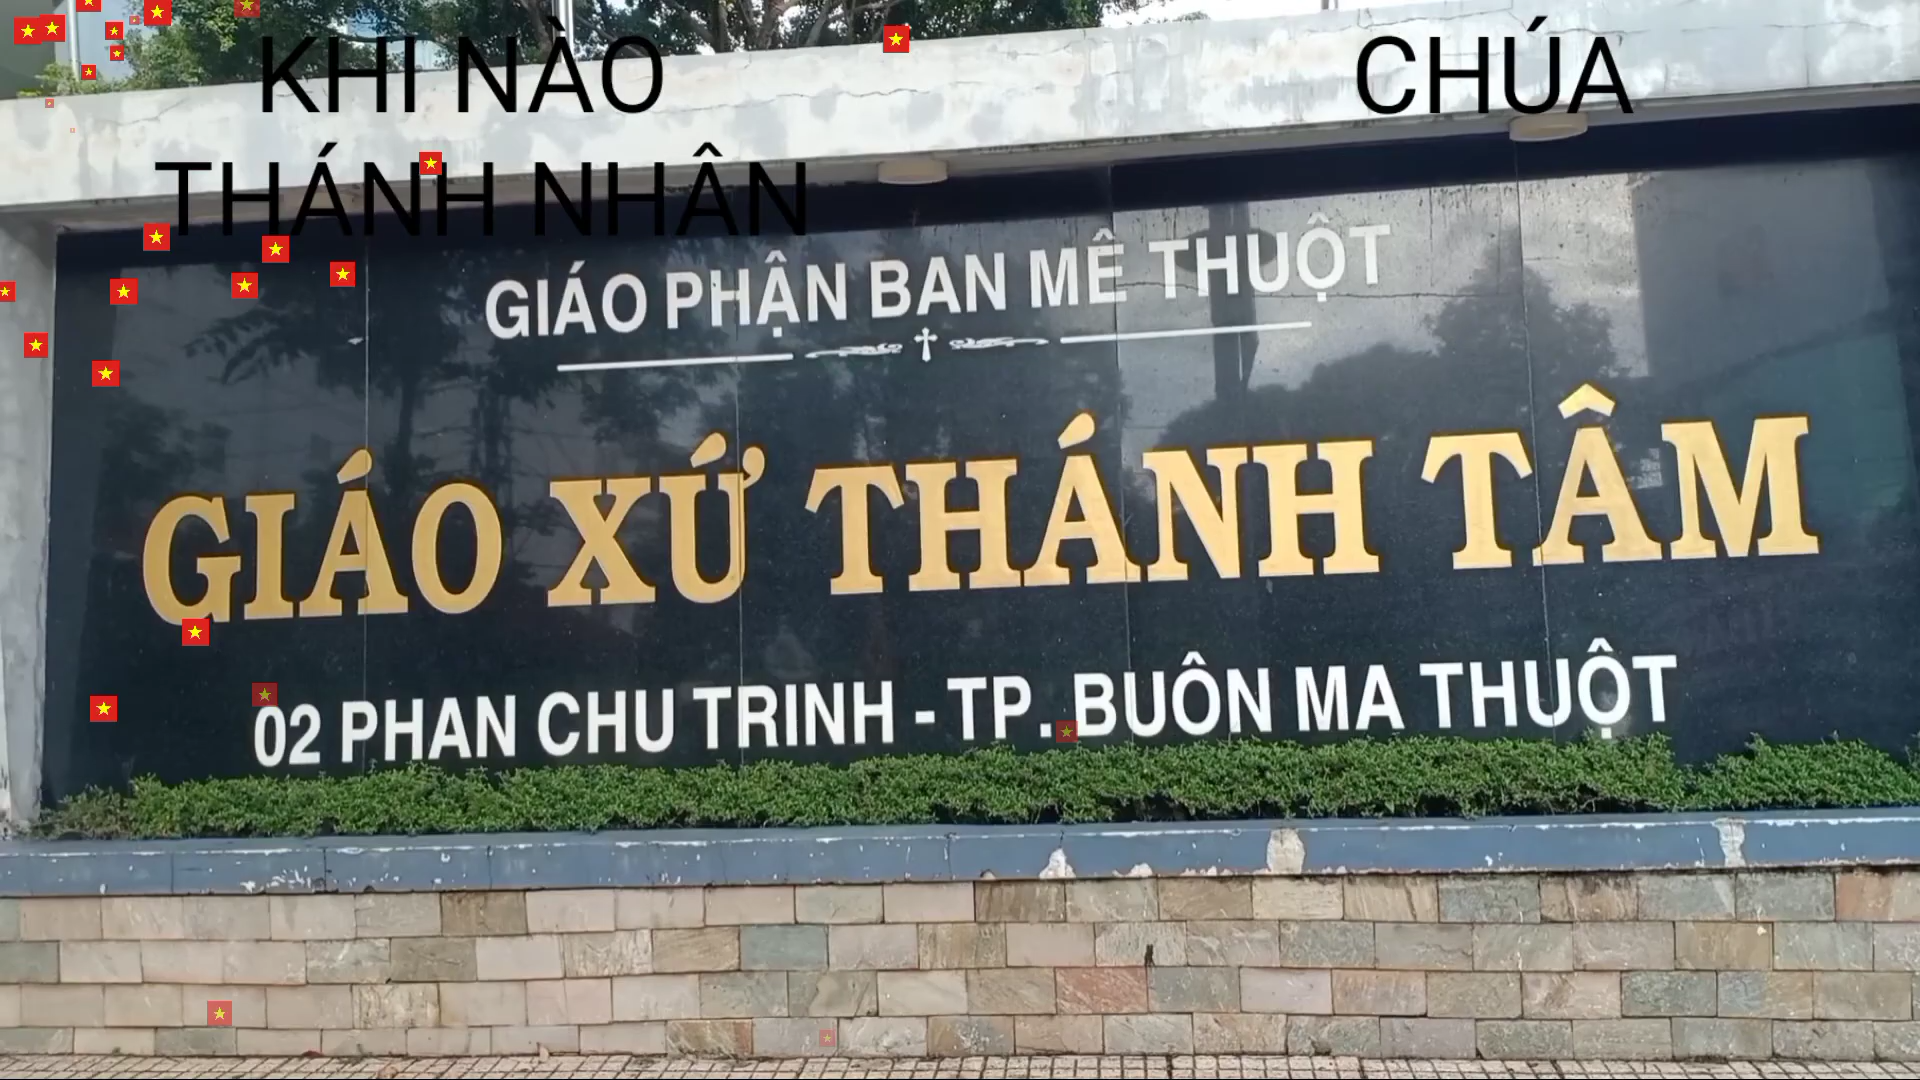 KHI NÀO CHÚA
THÁNH NHÂN
GIÁO PHẬN BAN MÊ THUỘT
GIÁO XỨ THÁNH TÂM
02 PHAN CHU TRINH - TP. BUÔN MA THUỘT